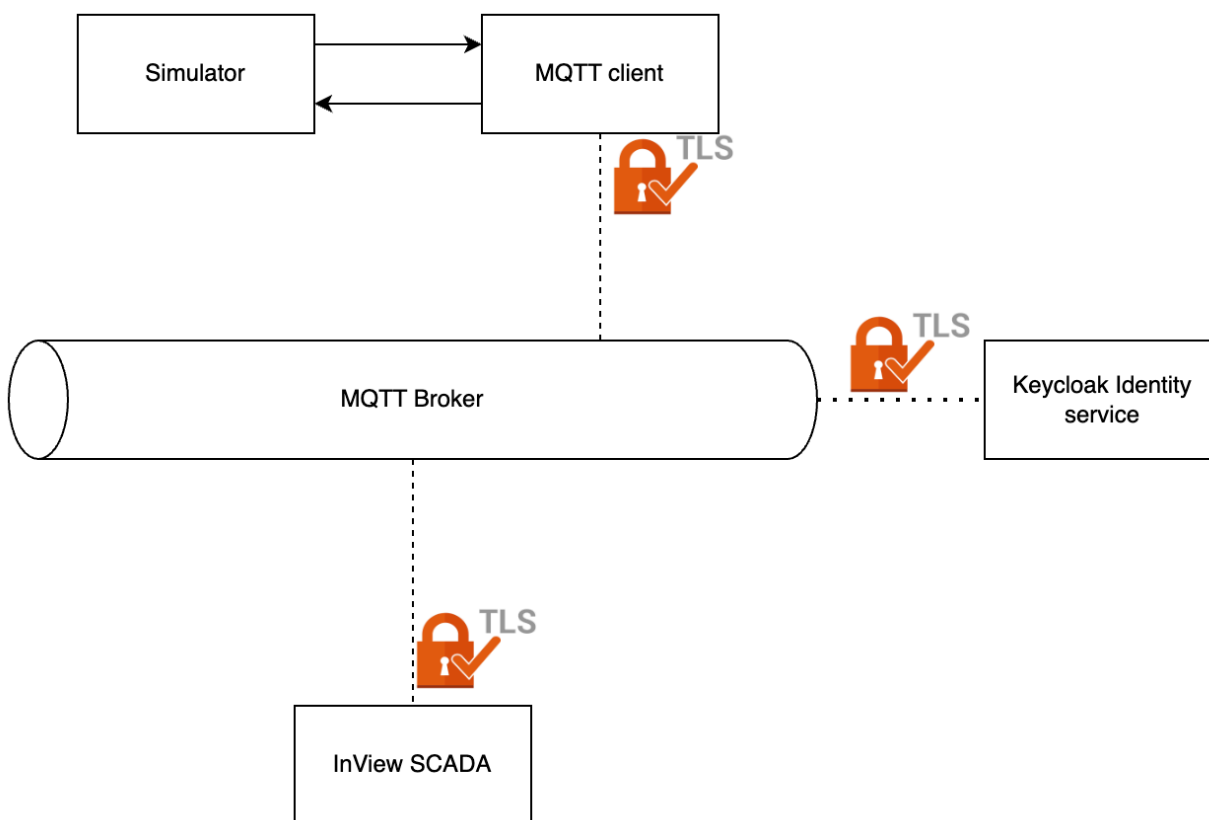 Simulator
MQTT client
TLS
TLS
MQTT Broker
Keycloak Identity
service
TLS
InView SCADA